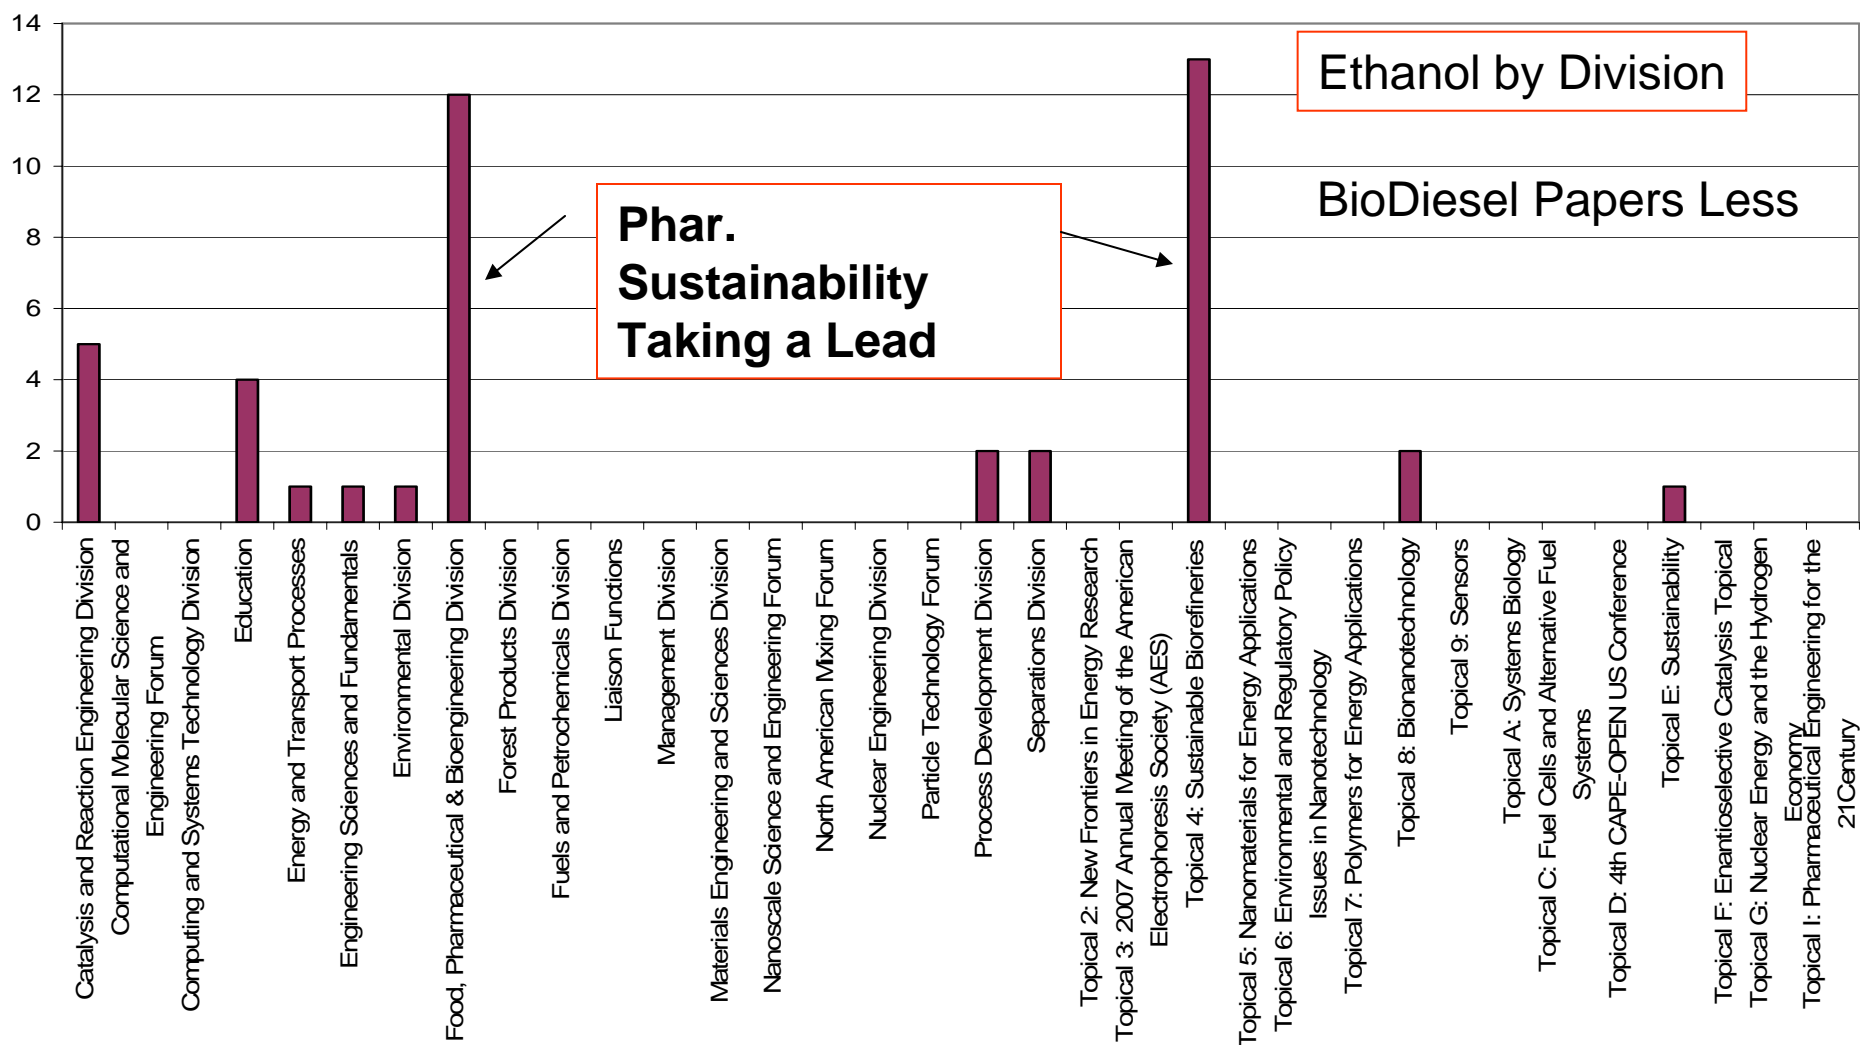 14
12
10
8
6
4
2
0
Ethanol by Division
BioDiesel Papers Less
Phar.
Sustainability
Taking a Lead
Catalysis and Reaction Engineering Division
Computational Molecular Science and
Engineering Forum
Computing and Systems Technology Division
Education
Energy and Transport Processes
Engineering Sciences and Fundamentals
Environmental Division
Food, Pharmaceutical & Bioengineering Division
Forest Products Division
Fuels and Petrochemicals Division
Liaison Functions
Management Division
Materials Engineering and Sciences Division
Nanoscale Science and Engineering Forum
North American Mixing Forum
Nuclear Engineering Division
Particle Technology Forum
Process Development Division
Separations Division
Topical 2: New Frontiers in Energy Research
Topical 3: 2007 Annual Meeting of the American
Electrophoresis Society (AES)
Topical 4: Sustainable Biorefineries
Topical 5: Nanomaterials for Energy Applications
Topical 6: Environmental and Regulatory Policy
Issues in Nanotechnology
Topical 7: Polymers for Energy Applications
Topical 8: Bionanotechnology
Topical 9: Sensors
Topical A: Systems Biology
Topical C: Fuel Cells and Alternative Fuel
Systems
Topical D: 4th CAPE-OPEN US Conference
Topical E: Sustainability
Topical F: Enantioselective Catalysis Topical
Topical G: Nuclear Energy and the Hydrogen
Economy
Topical I: Pharmaceutical Engineering for the
21Century